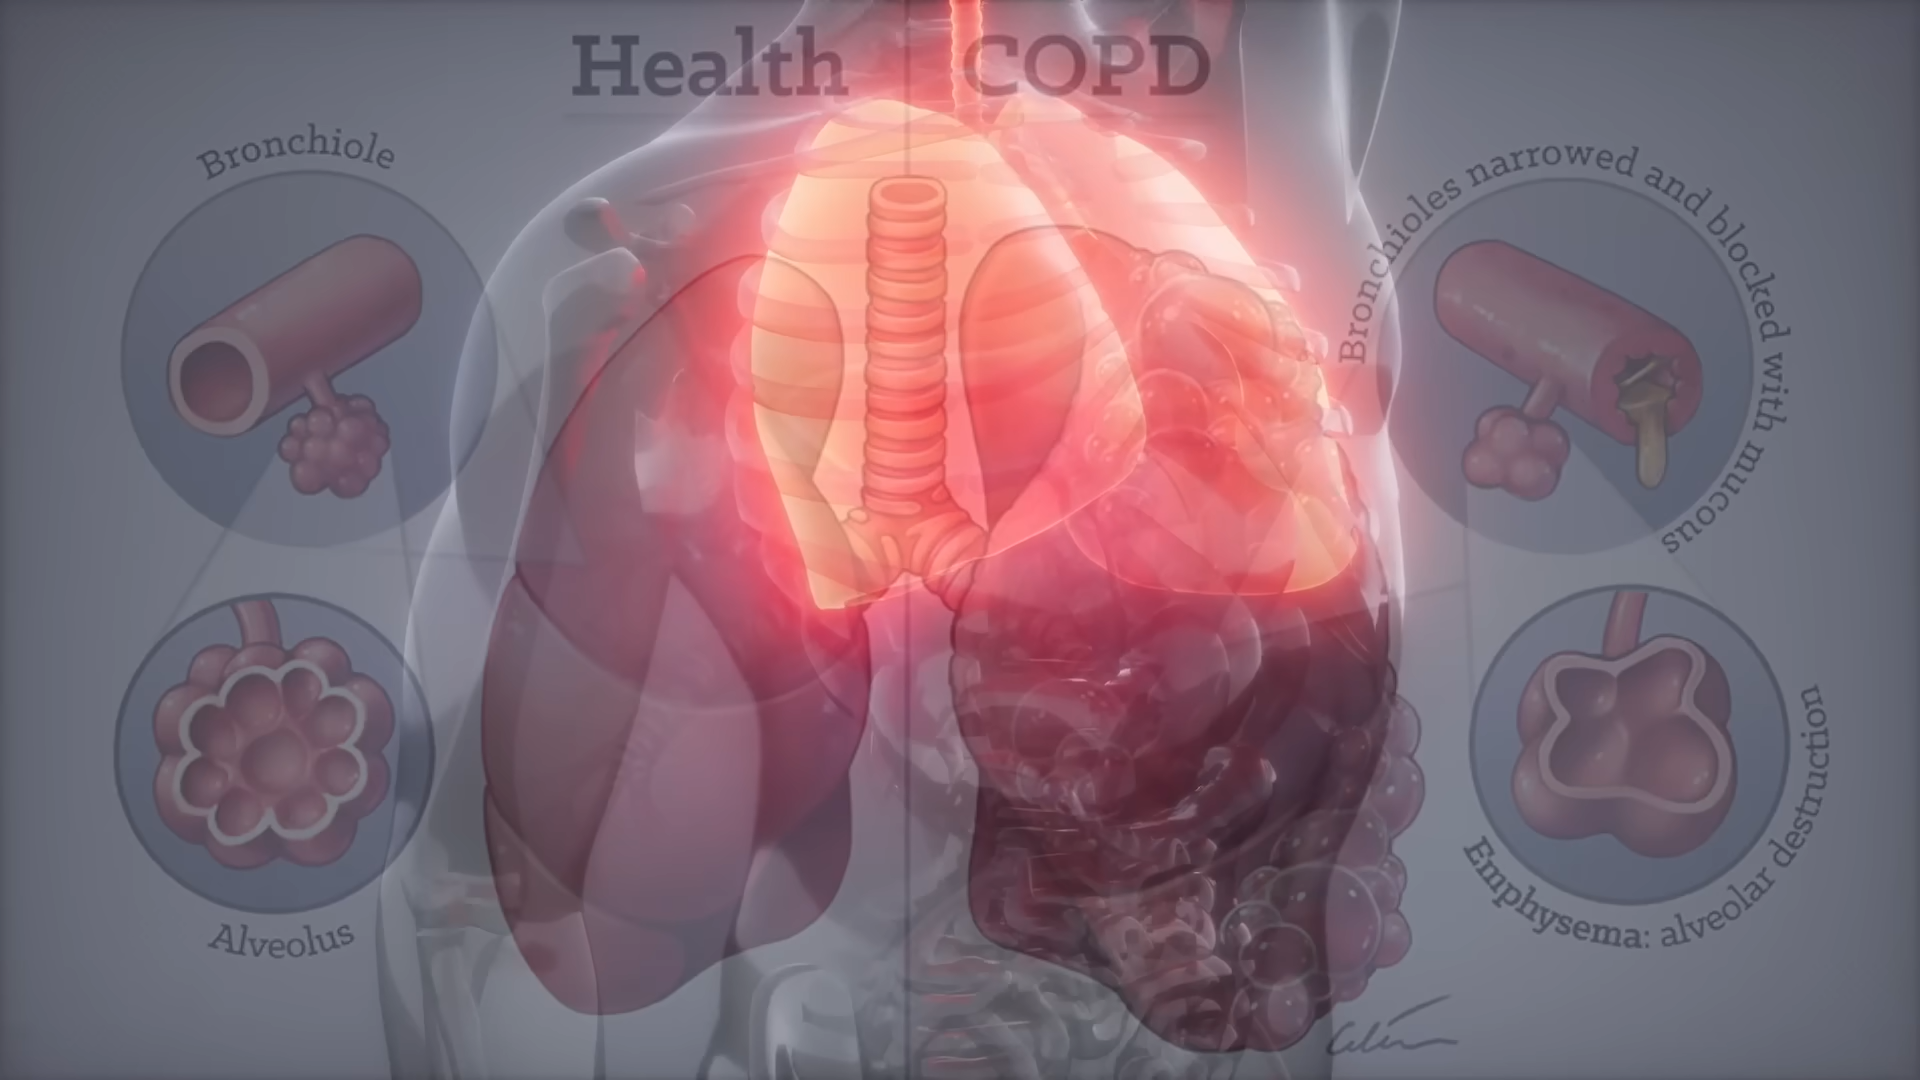 Health
COPD
Bronchiole
Bronchioles narrowed and blocked with mucous
Alveolus
Emphysema: alveolar destruction